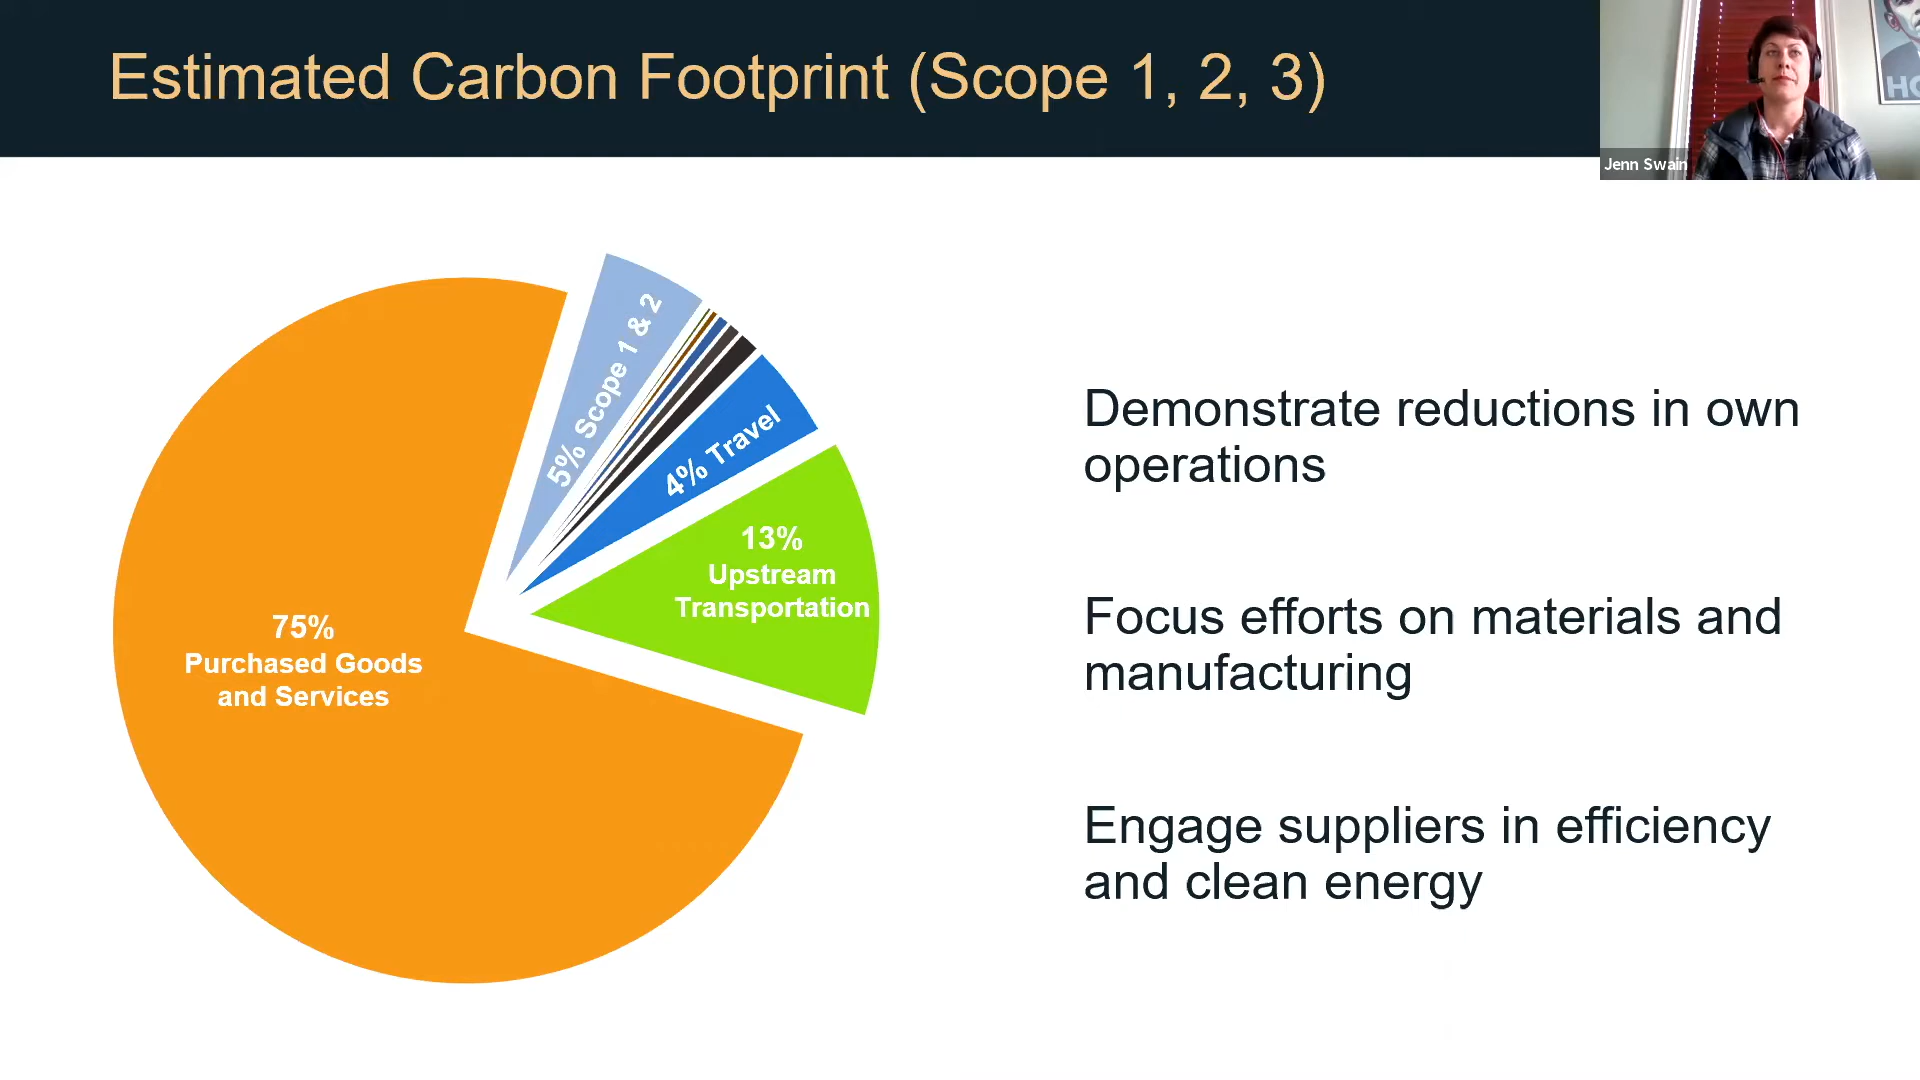 Estimated Carbon Footprint (Scope 1, 2, 3)
HO
Jenn Swain
5% Scope 1 & 2
4% Travel
13%
Upstream
Transportation
75%
Purchased Goods
and Services
Demonstrate reductions in own
operations
Focus efforts on materials and
manufacturing
Engage suppliers in efficiency
and clean energy